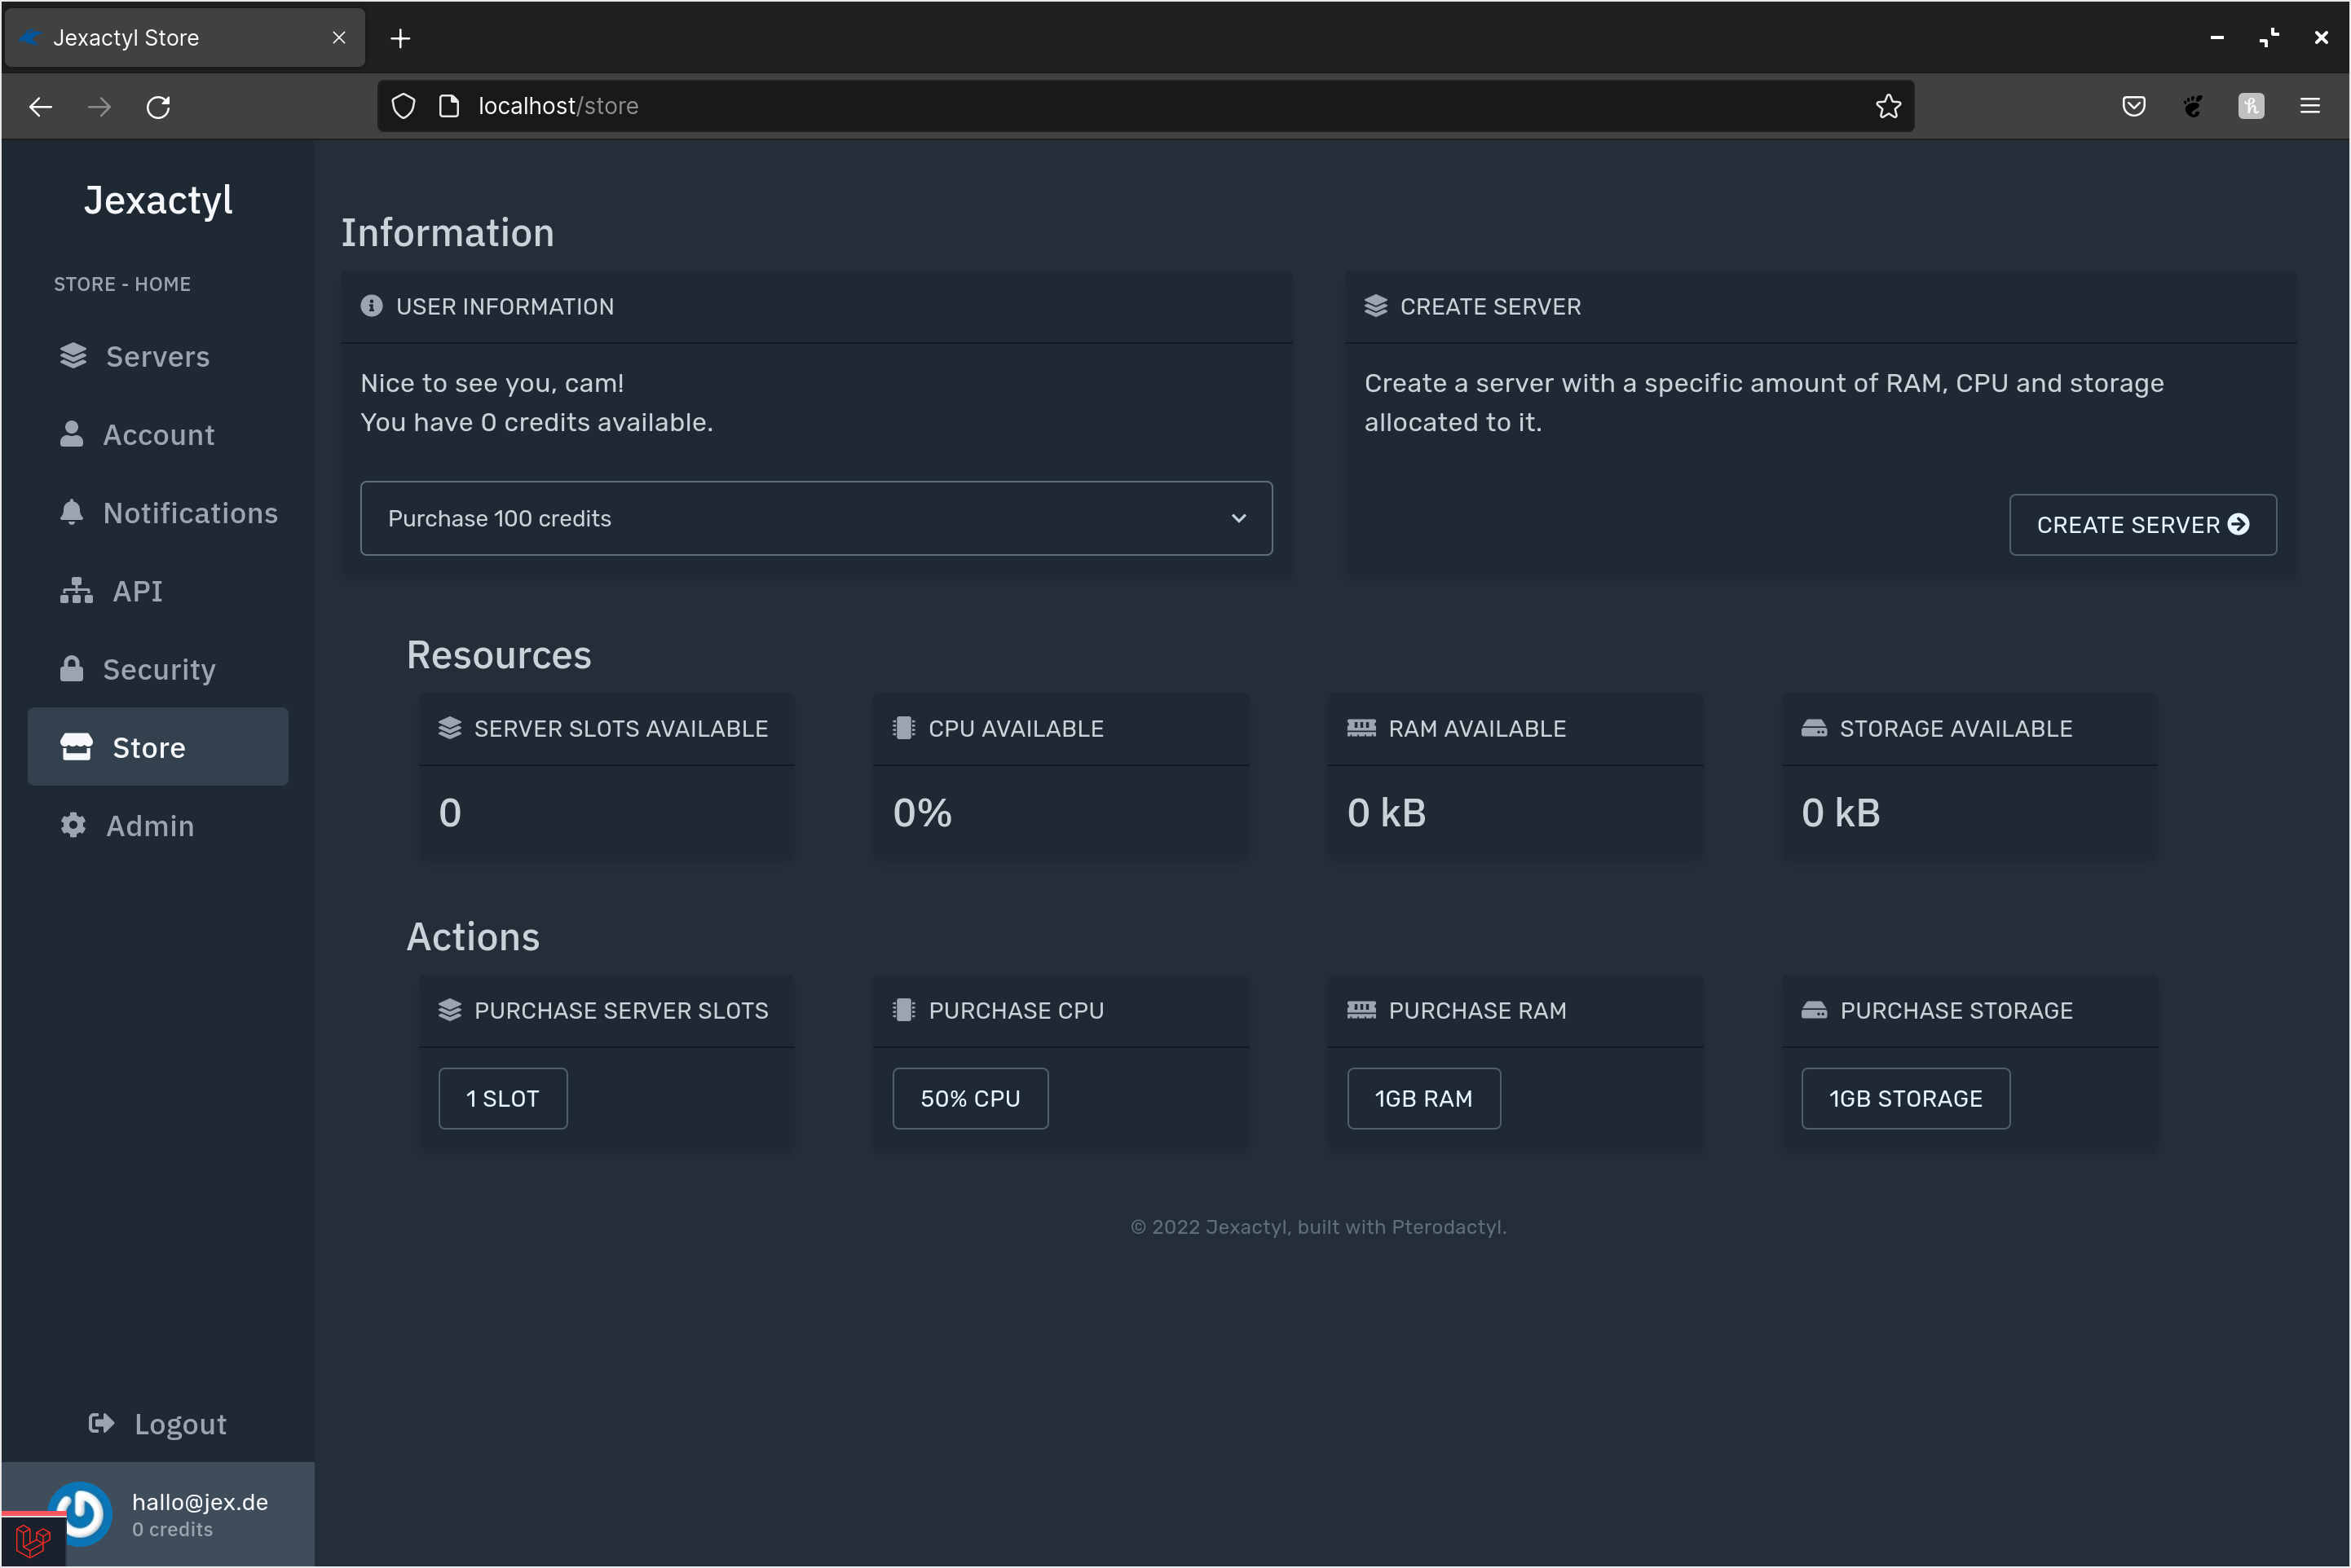 Jexactyl Store
localhost/store
Jexactyl
STORE - HOME
Servers
Account
Notifications
API
Security
Store
Admin
Logout
hallo@jex.de
0 credits
Information
USER INFORMATION
Nice to see you, cam!
You have 0 credits available.
Purchase 100 credits
CREATE SERVER
Create a server with a specific amount of RAM, CPU and storage
allocated to it.
CREATE SERVER
Resources
SERVER SLOTS AVAILABLE
0
CPU AVAILABLE
0%
RAM AVAILABLE
0 kB
STORAGE AVAILABLE
0 kB
Actions
PURCHASE SERVER SLOTS
1 SLOT
PURCHASE CPU
50% CPU
PURCHASE RAM
1GB RAM
PURCHASE STORAGE
1GB STORAGE
© 2022 Jexactyl, built with Pterodactyl.